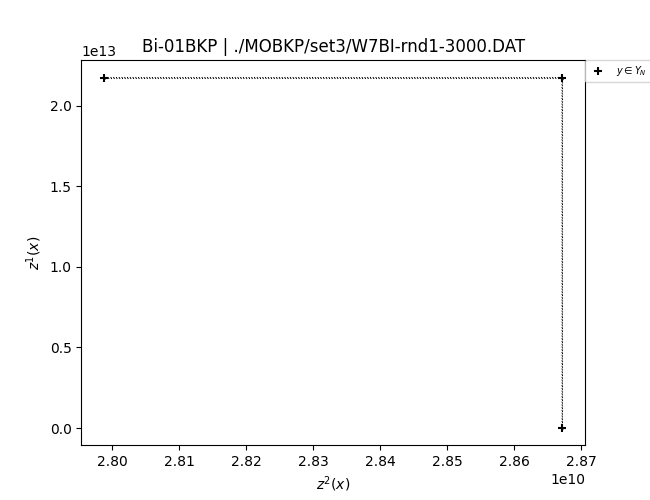 Bi-01BKP | ./MOBKP/set3/W7BI-rnd1-3000.DAT
1e13
y ∈ Y_N
2.0
1.5
1.0
0.5
0.0
z^1(x)
2.80 2.81 2.82 2.83 2.84 2.85 2.86 2.87
1e10
z^2(x)